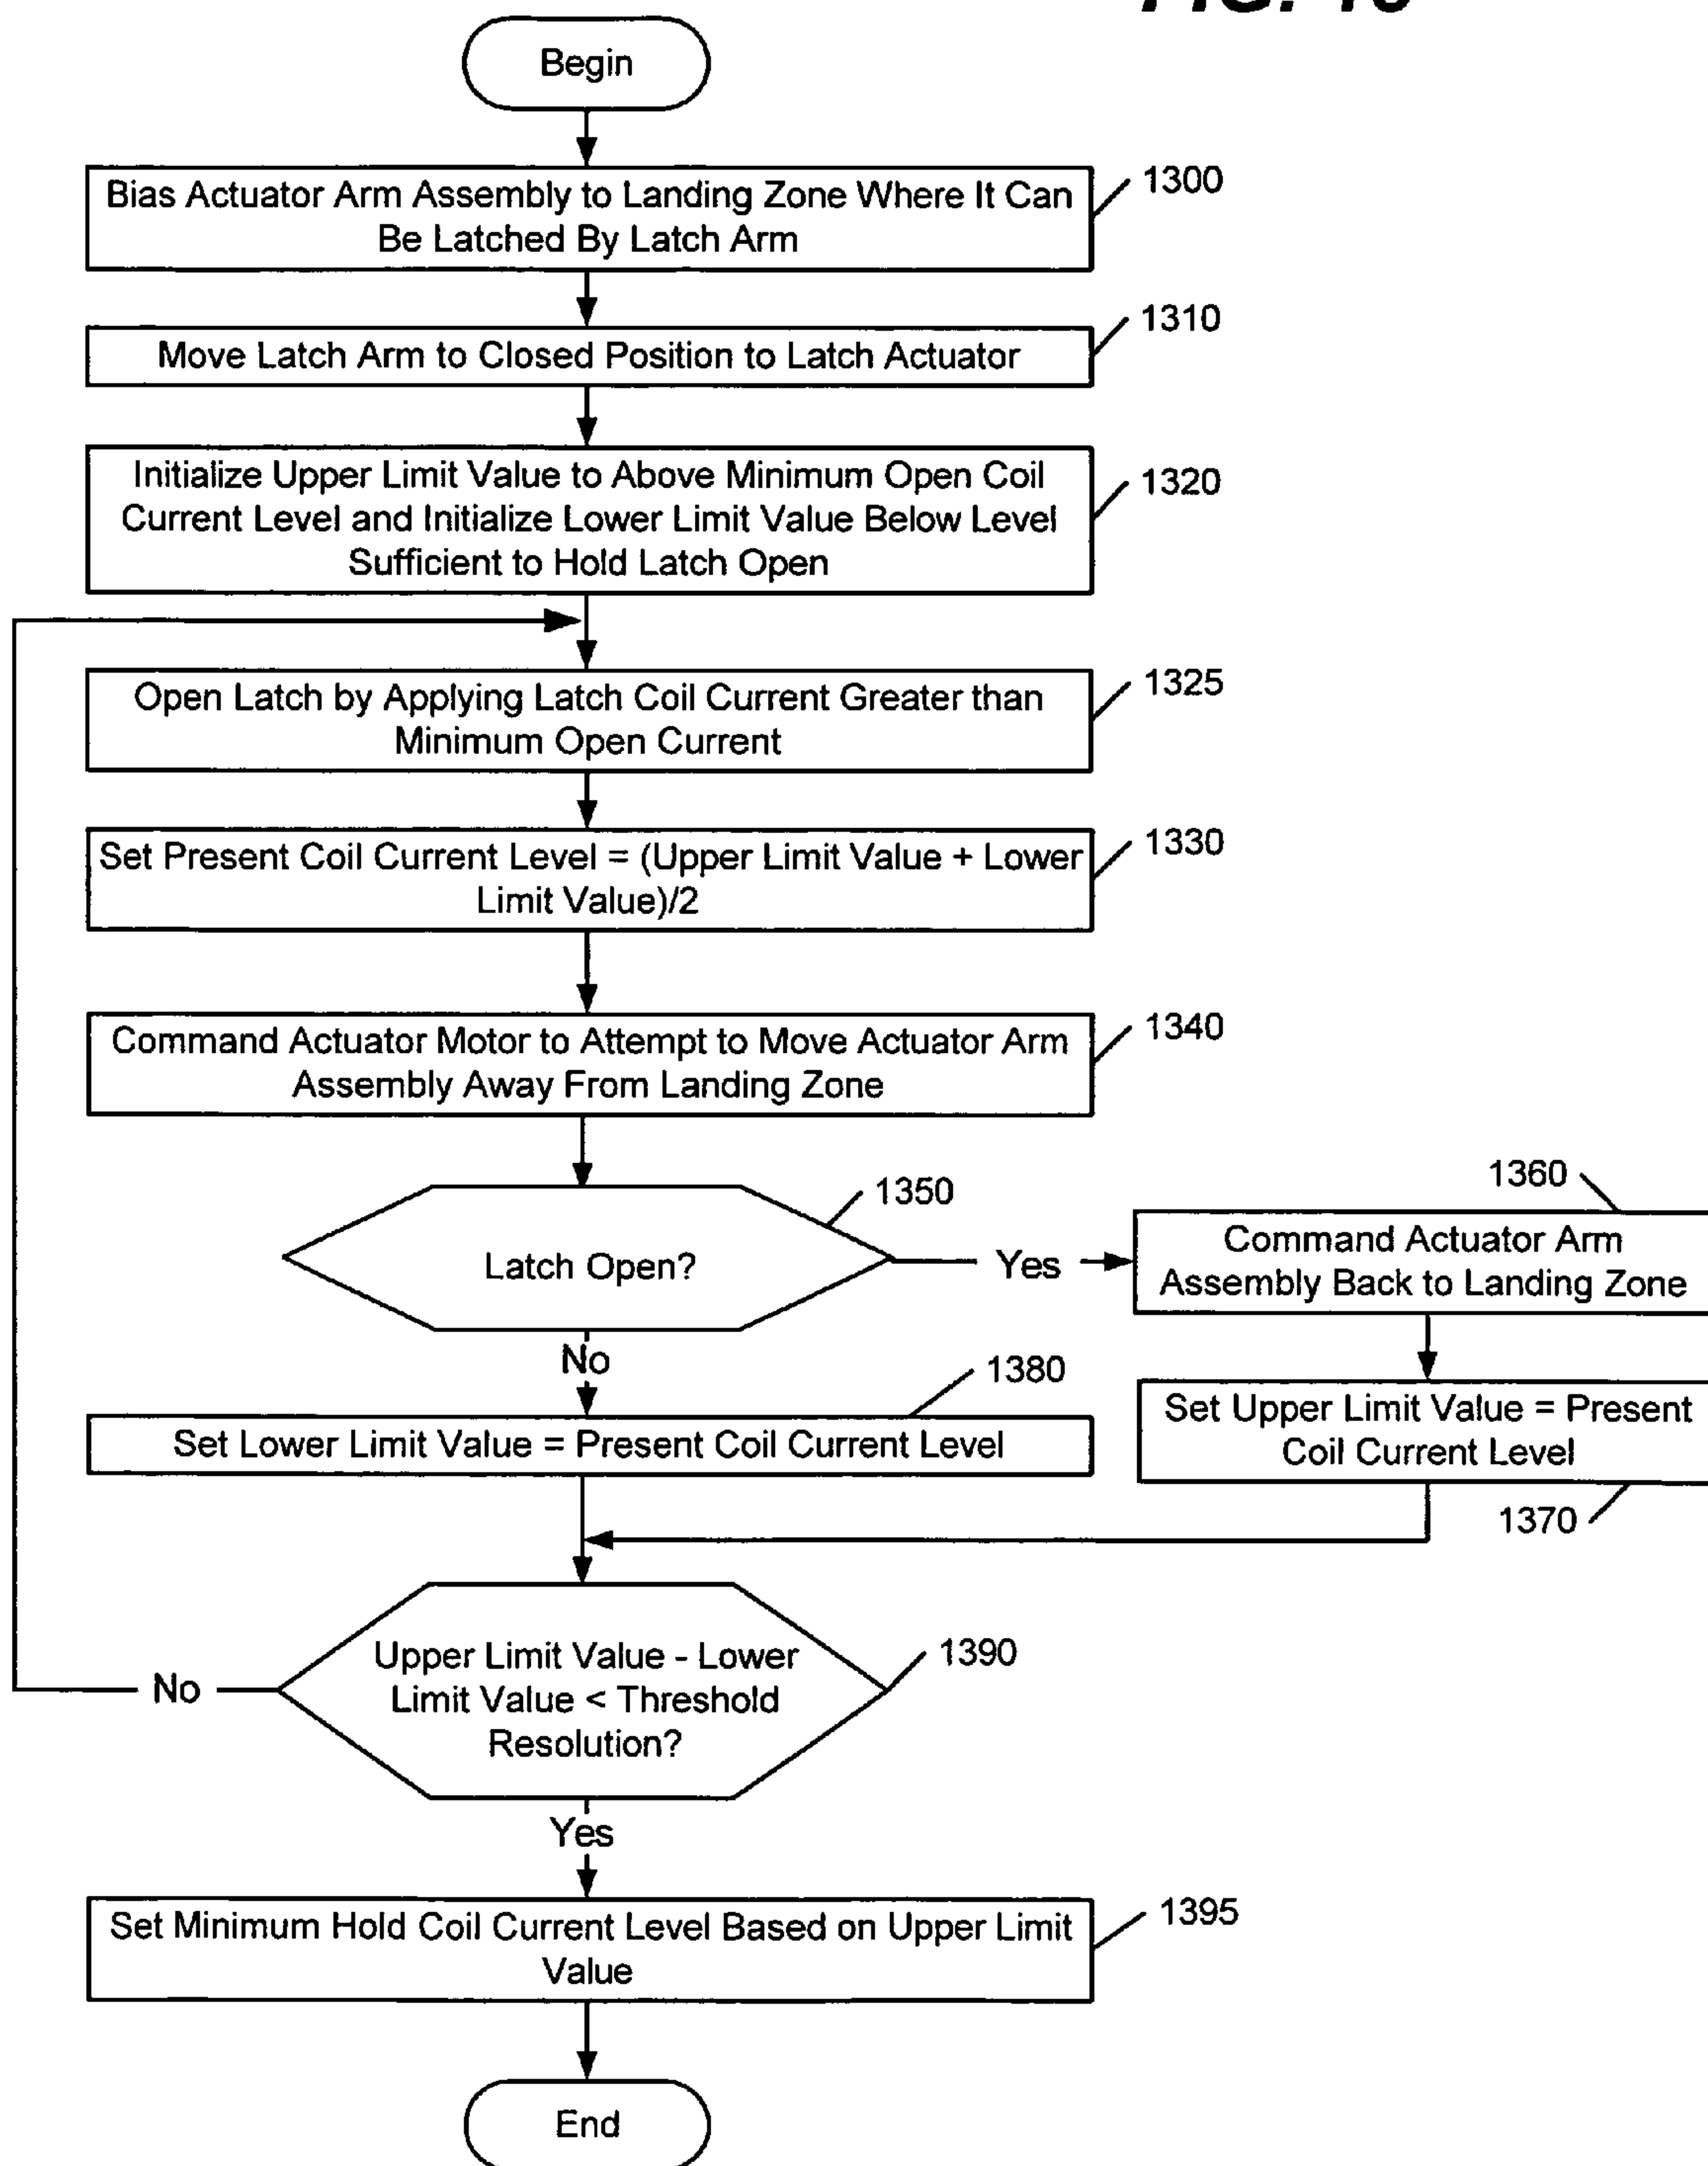 Begin
Bias Actuator Arm Assembly to Landing Zone Where It Can
Be Latched By Latch Arm
1300
Move Latch Arm to Closed Position to Latch Actuator
1310
Initialize Upper Limit Value to Above Minimum Open Coil
Current Level and Initialize Lower Limit Value Below Level
Sufficient to Hold Latch Open
1320
Open Latch by Applying Latch Coil Current Greater than
Minimum Open Current
1325
Set Present Coil Current Level = (Upper Limit Value + Lower
Limit Value)/2
1330
Command Actuator Motor to Attempt to Move Actuator Arm
Assembly Away From Landing Zone
1340
Latch Open?
1350
Yes
1360
Command Actuator Arm
Assembly Back to Landing Zone
No
1380
Set Lower Limit Value = Present Coil Current Level
Set Upper Limit Value = Present
Coil Current Level
1370
Upper Limit Value - Lower
Limit Value < Threshold
Resolution?
1390
No
Yes
Set Minimum Hold Coil Current Level Based on Upper Limit
Value
1395
End